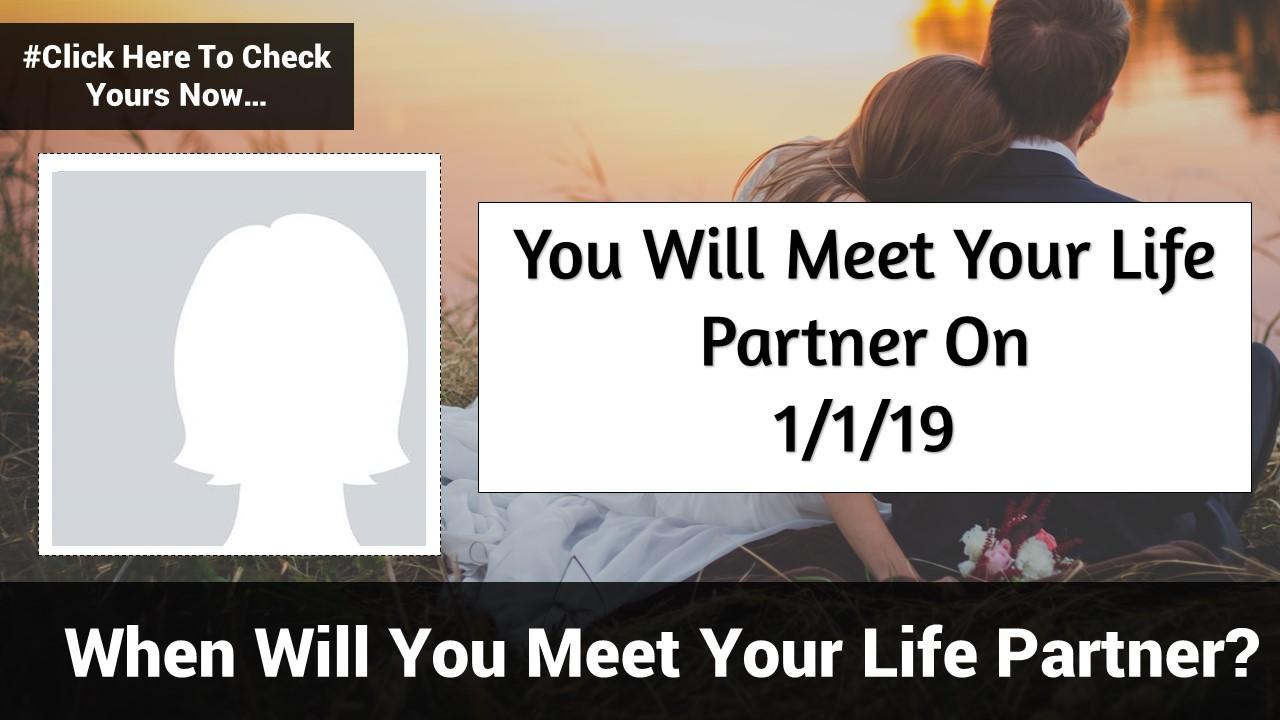 #Click Here To Check
Yours Now...
You Will Meet Your Life
Partner On
1/1/19
When Will You Meet Your Life Partner?